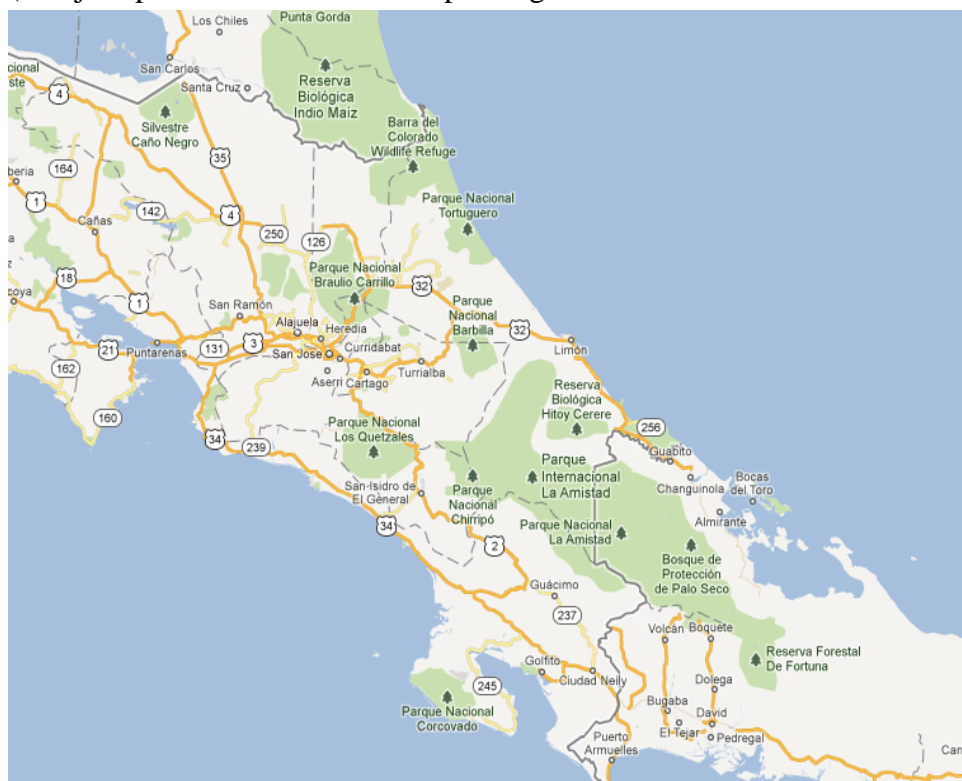 Punta Gorda
Los Chiles
San Carlos
Santa Cruz
Reserva
Biológica
Indio Maíz
4
Silvestre
Caño Negro
35
Barra del
Colorado
Wildlife Refuge
164
1
142
4
Cañas
250
126
Parque Nacional
Tortuguero
Parque Nacional
Braulio Carrillo
18
32
1
San Ramón
Parque
Nacional
Barbilla
32
Alajuela
Heredia
Limón
21
Puntarenas
131
3
San José
Curridabat
162
Aserrí
Cartago
Turrialba
160
Reserva
Biológica
Hitoy Cerere
Parque Nacional
Los Quetzales
256
34
239
Guabito
Parque
Internacional
La Amistad
Changuinola
Bocas
del Toro
San Isidro de
El General
Parque
Nacional
Chirripó
Almirante
34
Parque Nacional
La Amistad
2
Bosque de
Protección
de Palo Seco
Guácimo
237
Volcán
Boquete
Reserva Forestal
De Fortuna
Golfito
Ciudad Neily
245
Dolega
Parque Nacional
Corcovado
Bugaba
David
El Tejar
Pedregal
Puerto
Armuelles